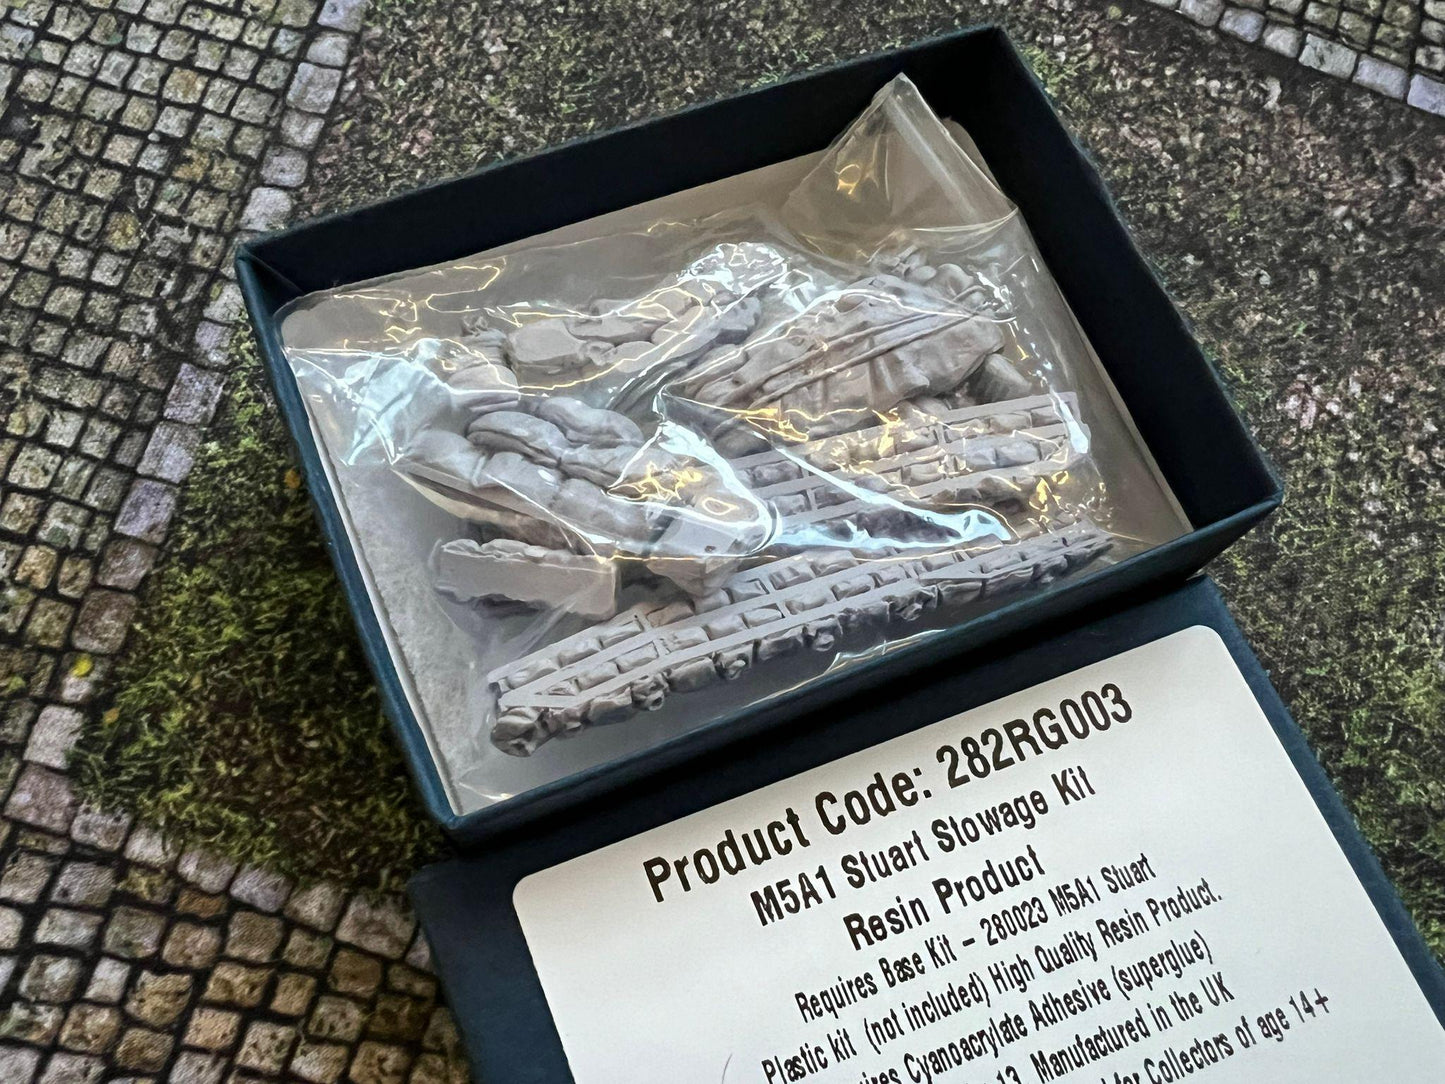 Product Code: 282RG003
M5A1 Stuart Stowage Kit
Resin Product
Requires Base Kit – 280023 M5A1 Stuart
Plastic kit (not included) High Quality Resin Product.
Cyanoacrylate Adhesive (superglue)
13 Manufactured in the UK
for Collectors of age 14+